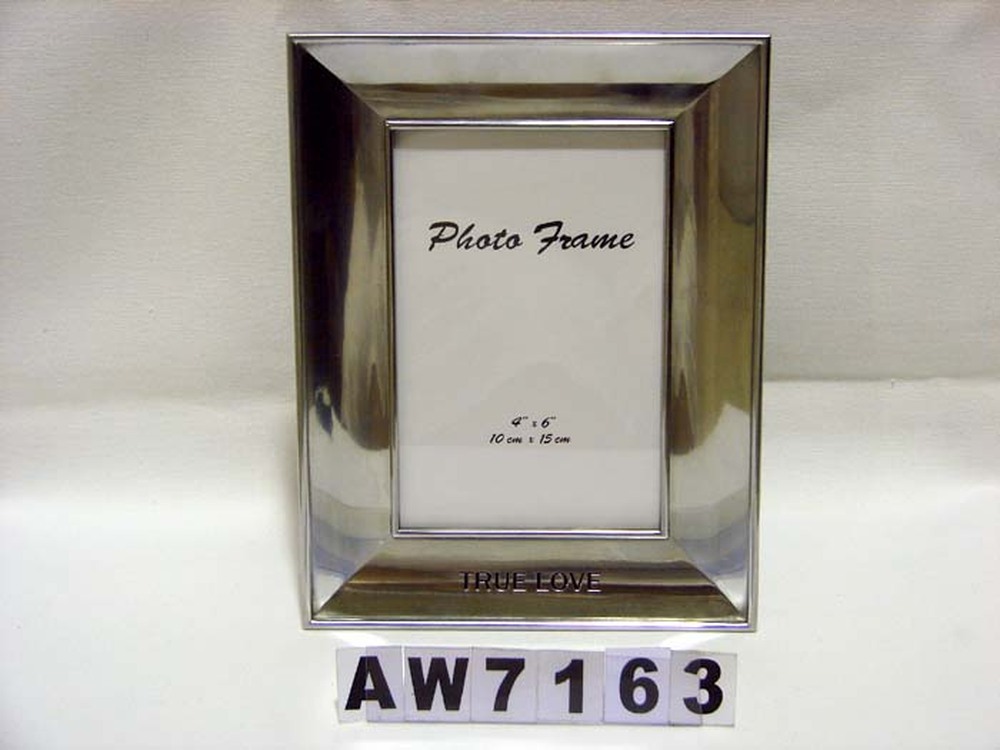 Photo Frame
4" x 6"
10 cm x 15 cm
TRUE LOVE
AW7163